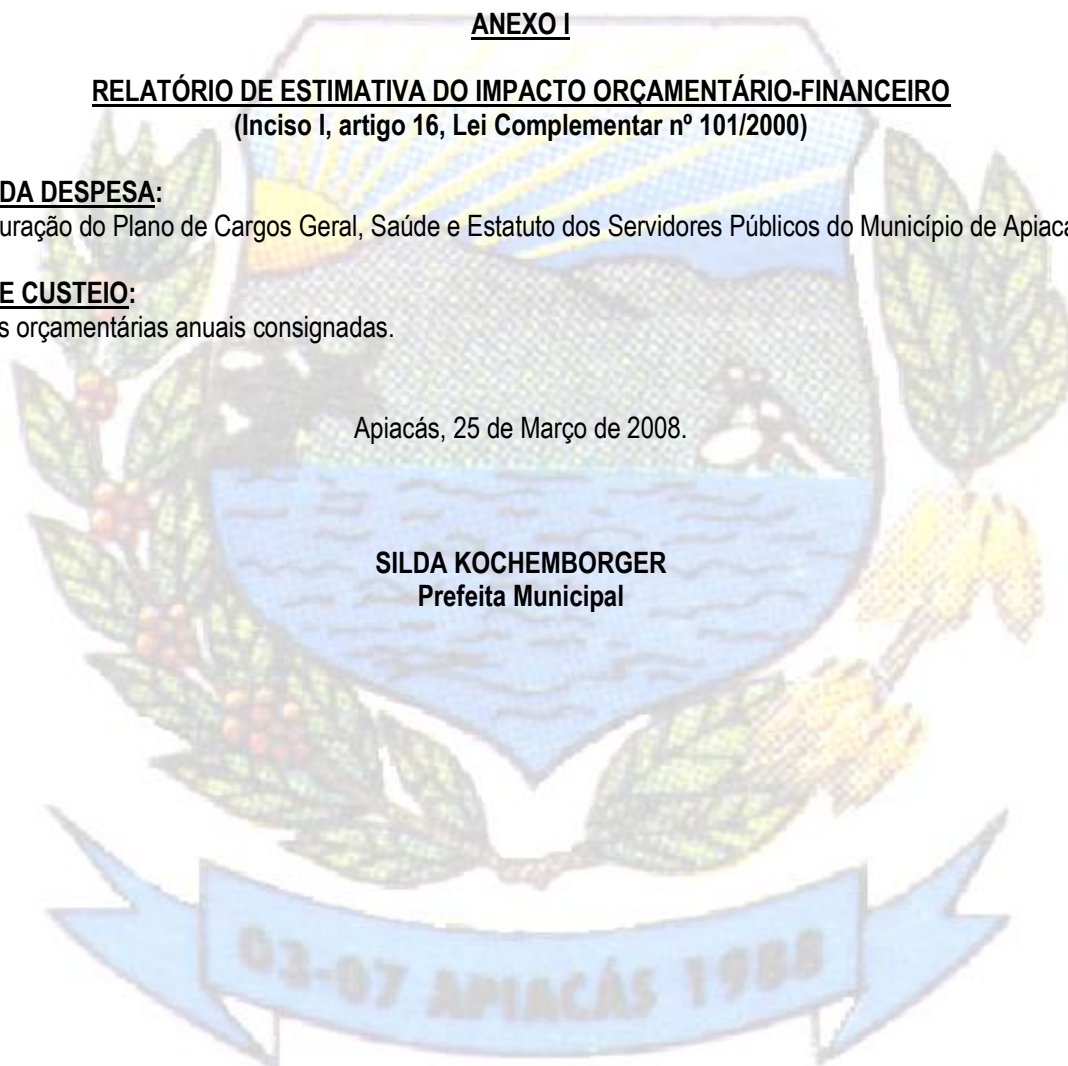 ANEXO I
RELATÓRIO DE ESTIMATIVA DO IMPACTO ORÇAMENTÁRIO-FINANCEIRO
(Inciso I, artigo 16, Lei Complementar nº 101/2000)
DA DESPESA:
do Plano de Cargos Geral, Saúde e Estatuto dos Servidores Públicos do Município de
CUSTEIO:
orçamentárias anuais consignadas.
Apiacás, 25 de Março de 2008.
SILDA KOCHEMBORGER
Prefeita Municipal
03-07 APIACÁS 1988